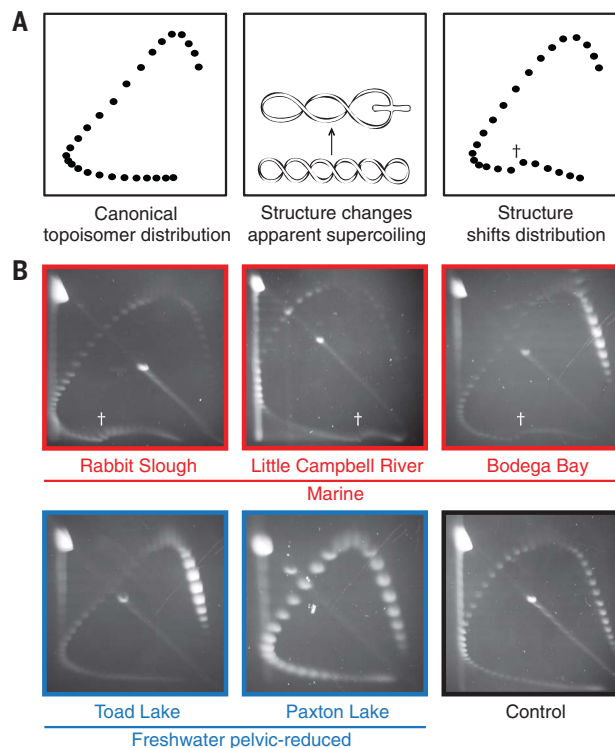 A
†
Canonical
topoisomer distribution
Structure changes
apparent supercoiling
Structure
shifts distribution
B
†
†
†
Rabbit Slough
Little Campbell River
Bodega Bay
Marine
Toad Lake
Paxton Lake
Control
Freshwater pelvic-reduced